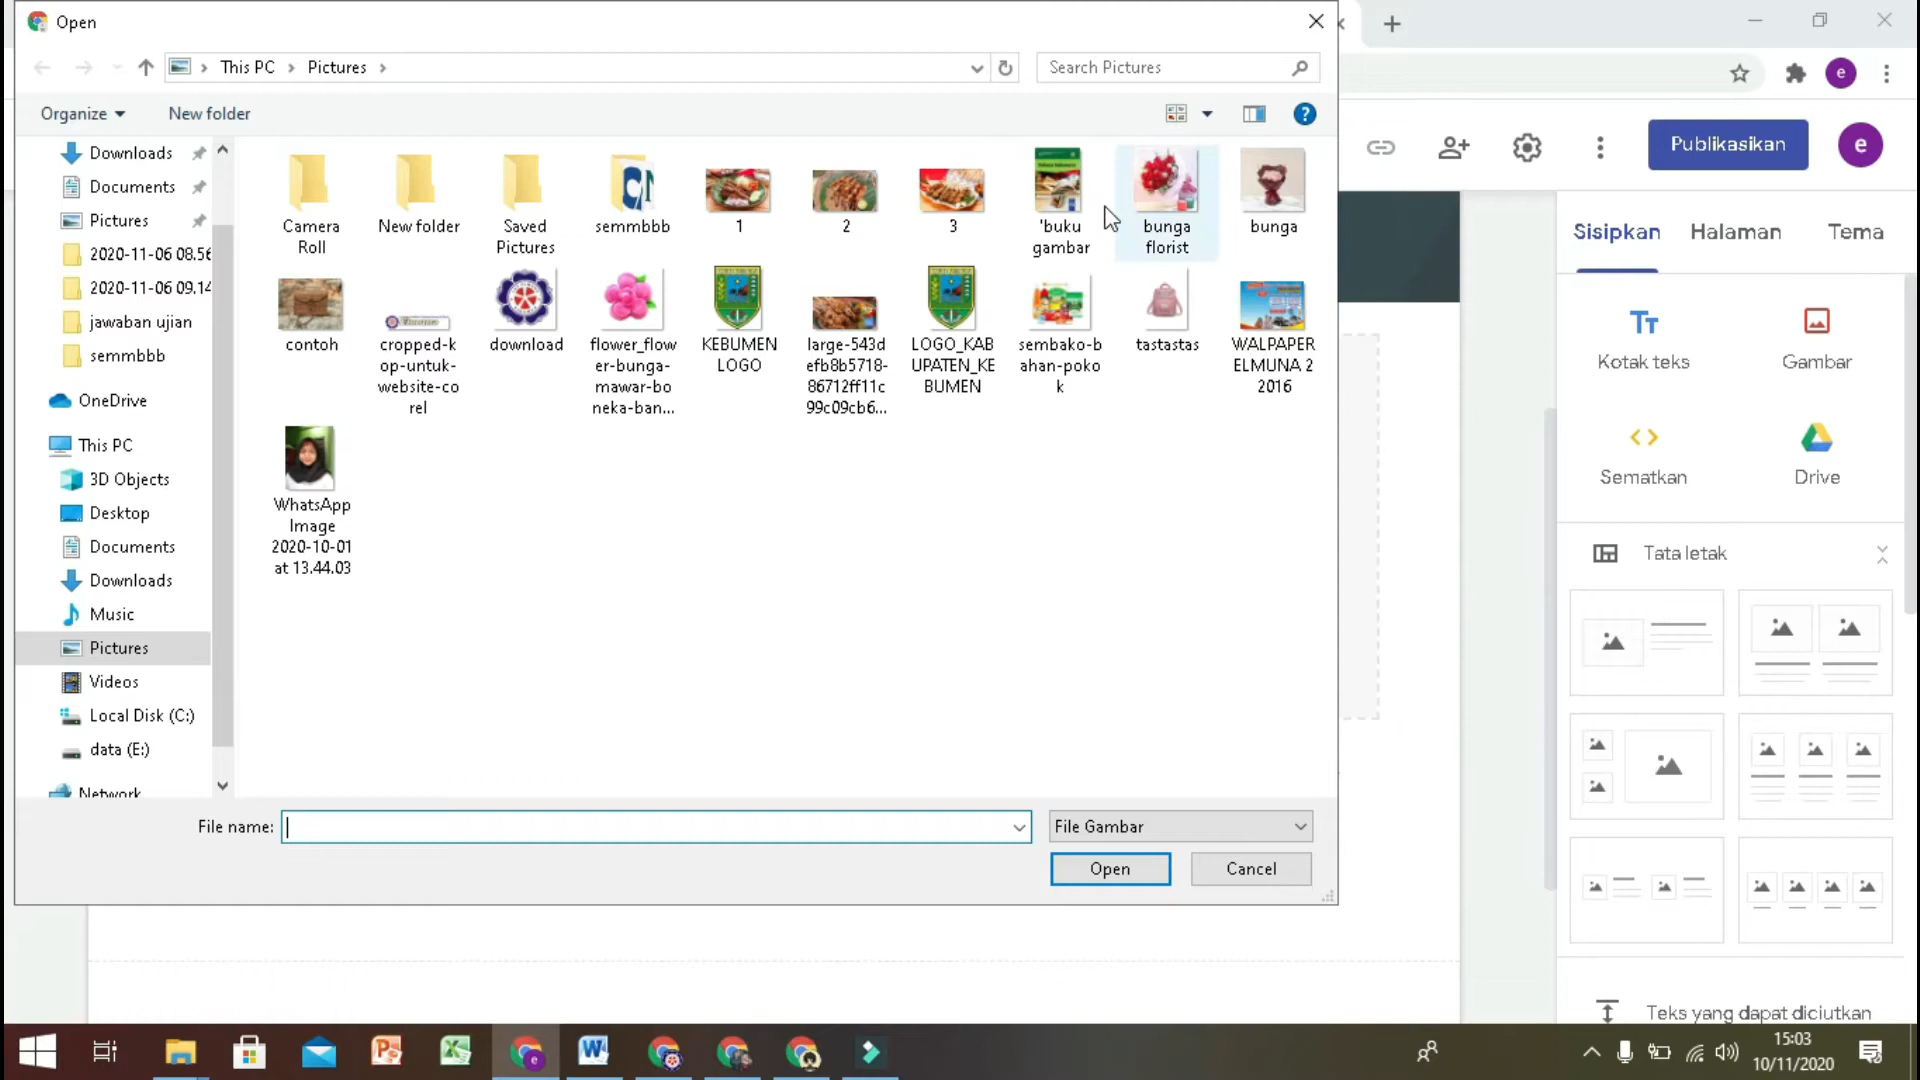 Open
This PC
Pictures
Search Pictures
Organize
New folder
Publikasikan
e
e
Downloads
Documents
Pictures
2020-11-06 08.56
2020-11-06 09.14
jawaban ujian
semmbbb
OneDrive
This PC
3D Objects
Desktop
Documents
Downloads
Music
Pictures
Videos
Local Disk (C:)
data (E:)
Network
Camera
Roll
New folder
Saved
Pictures
semmbbb
1
2
3
'buku
gambar
bunga
florist
bunga
contoh
cropped-k
op-untuk-
website-co
rel
download
flower_flow
er-bunga-
mawar-bo
neka-ban...
KEBUMEN
LOGO
large-543d
efb8b5718-
86712ff11c
99c09cb6...
LOGO_KAB
UPATEN_KE
BUMEN
sembako-b
ahan-poko
k
tastastas
WALPAPER
ELMUNA 2
2016
WhatsApp
Image
2020-10-01
at 13.44.03
File name:
File Gambar
Open
Cancel
Sisipkan
Halaman
Tema
Kotak teks
Gambar
Sematkan
Drive
Tata letak
Teks yang dapat diciutkan
15:03
10/11/2020